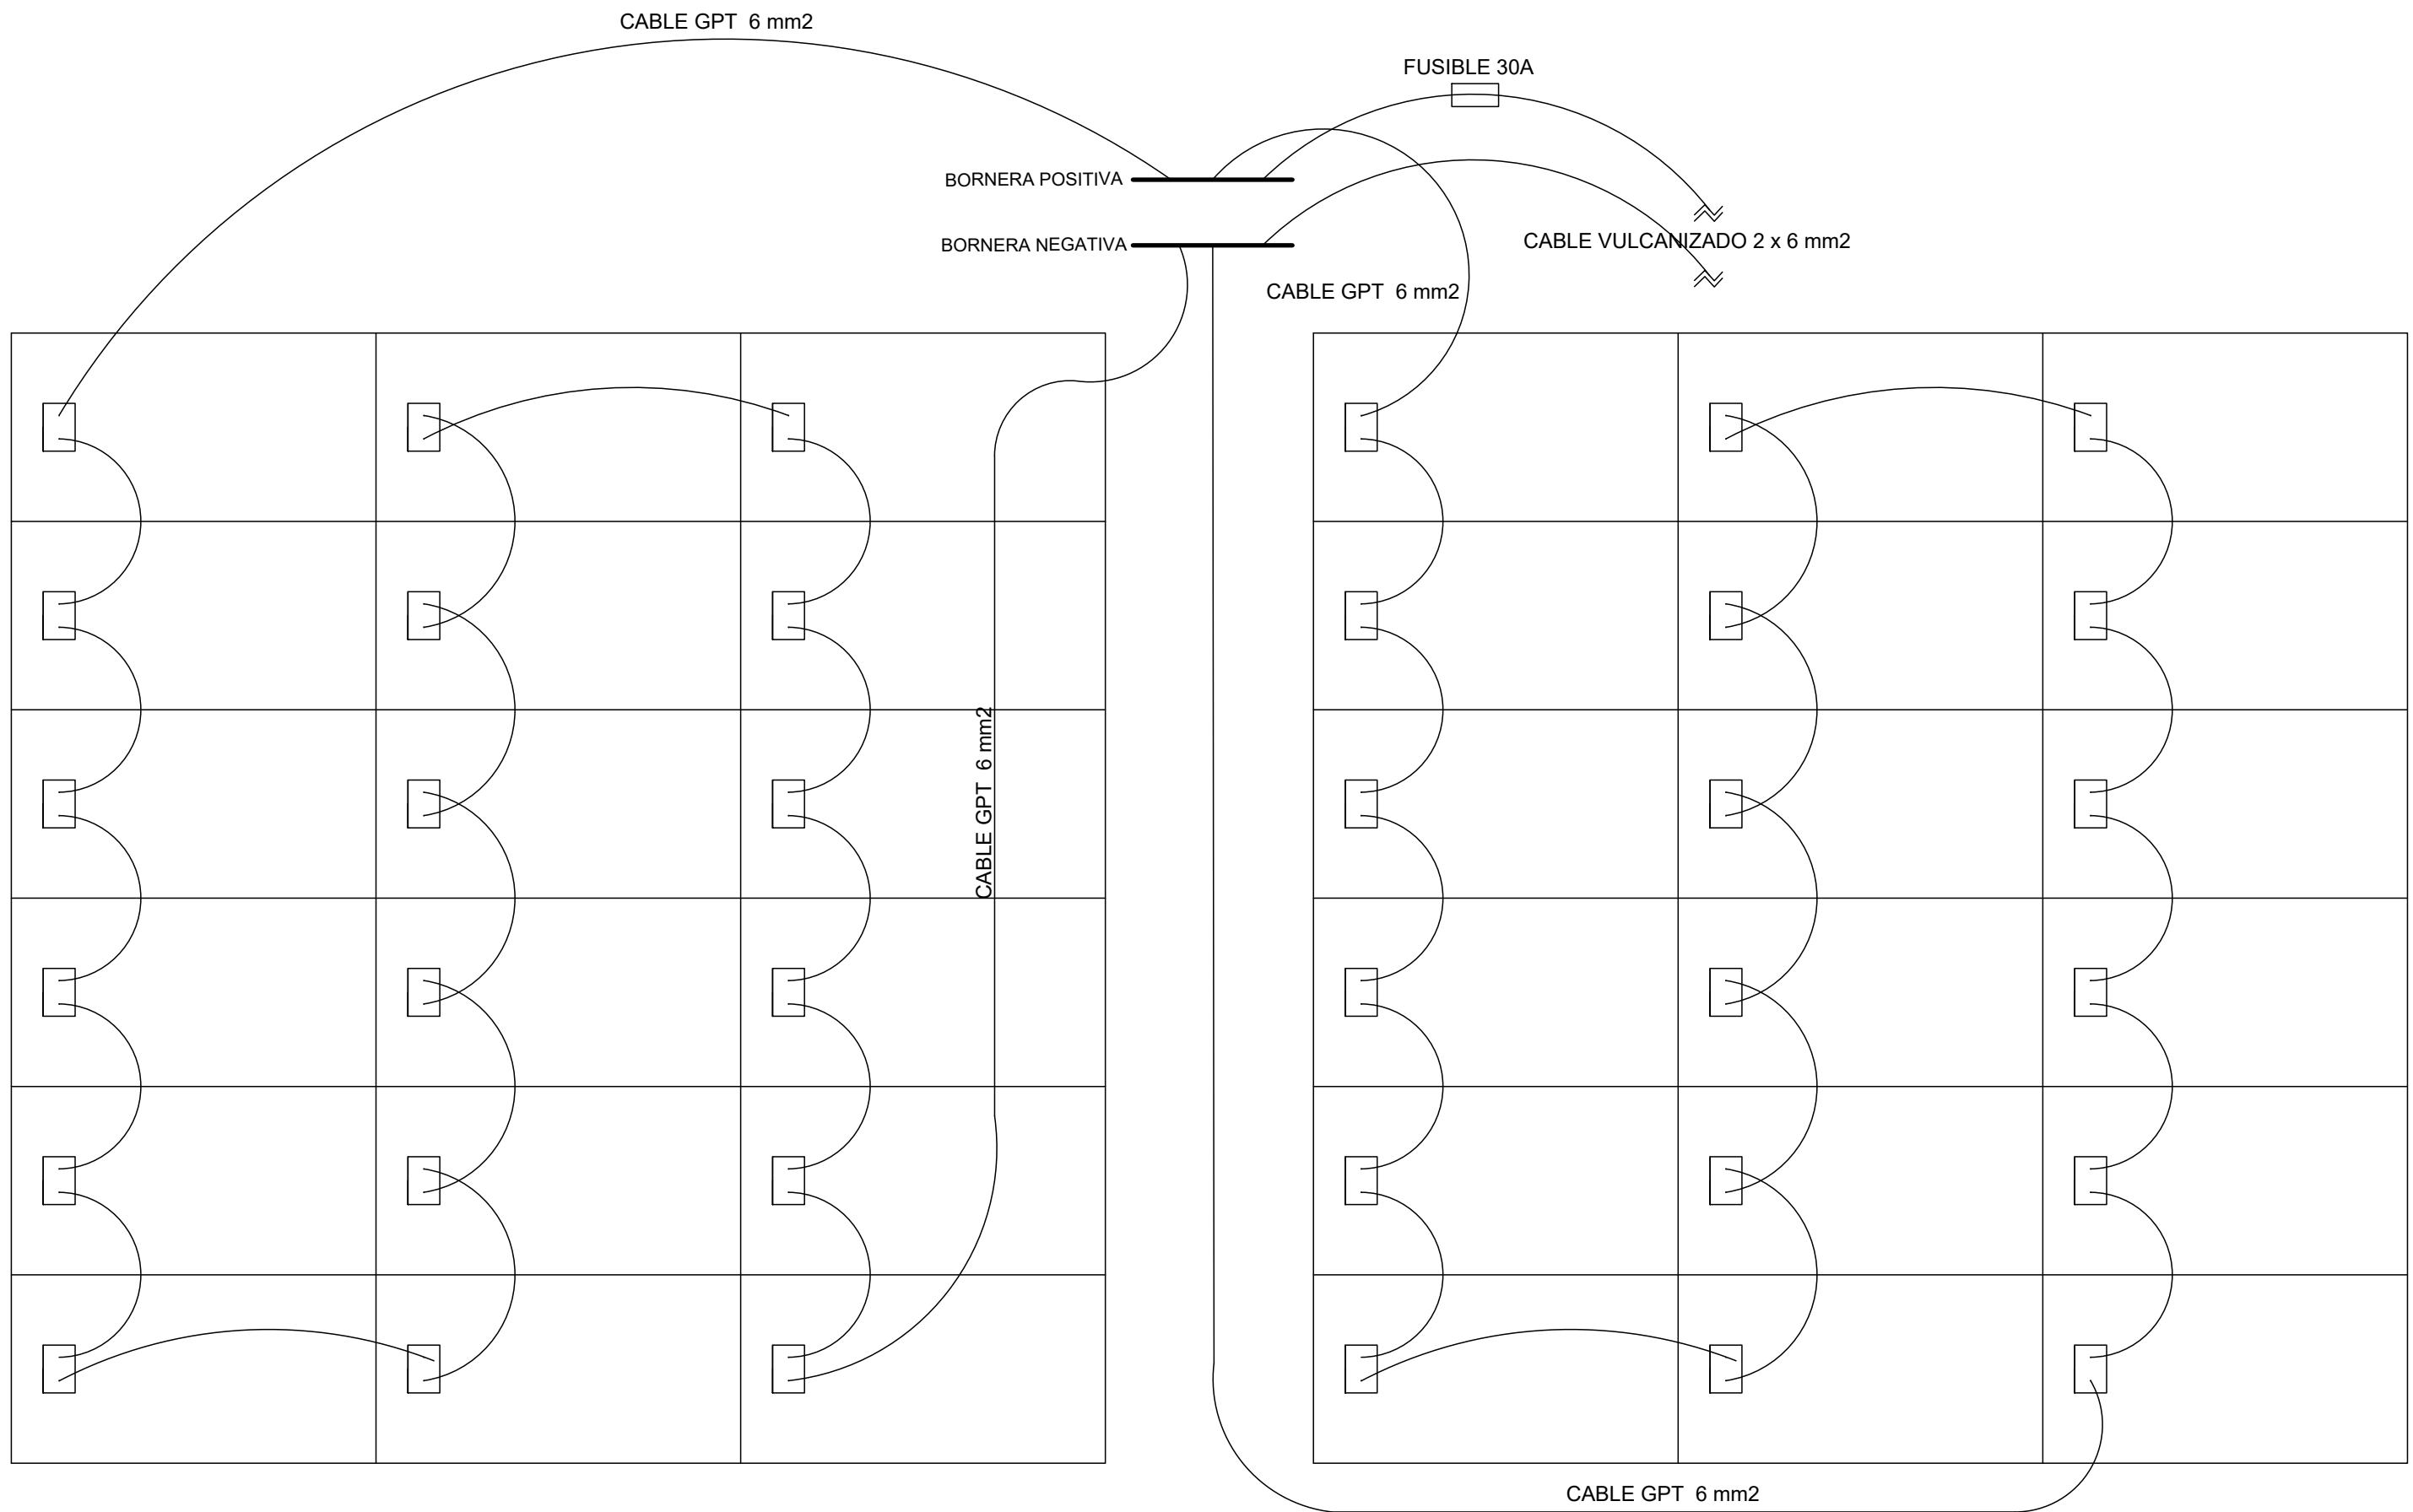 CABLE GPT 6 mm2
FUSIBLE 30A
BORNERA POSITIVA
BORNERA NEGATIVA
CABLE VULCANIZADO 2 x 6 mm2
CABLE GPT 6 mm2
CABLE GPT 6 mm2
CABLE GPT 6 mm2